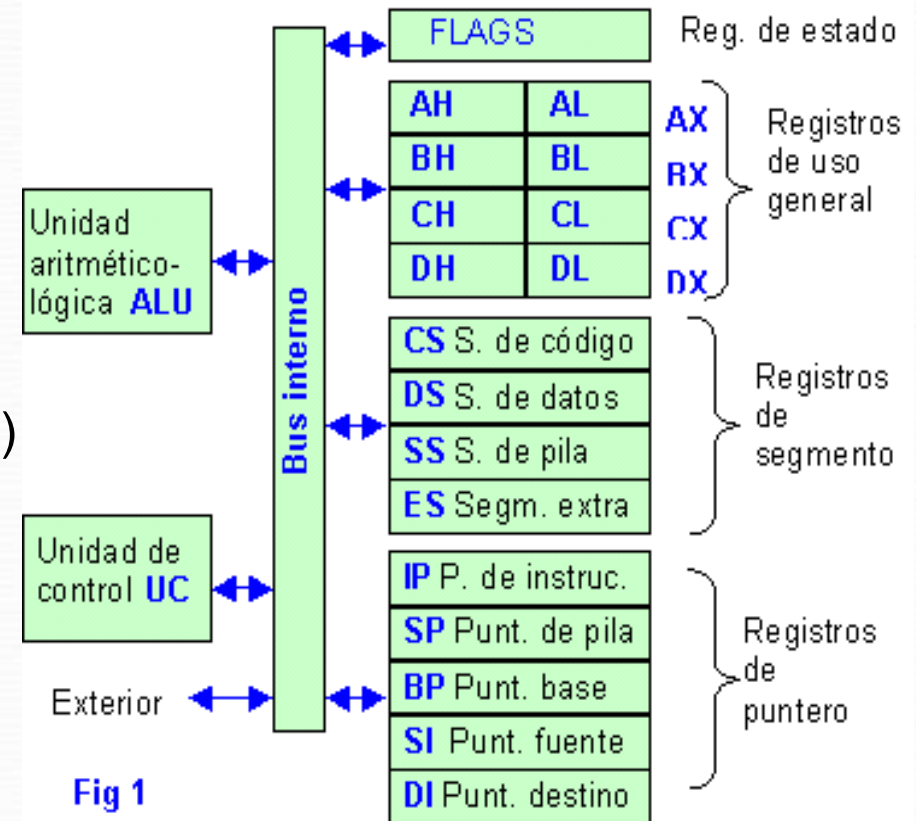 FLAGS
Reg. de estado
AH AL AX
BH BL BX
CH CL CX
DH DL DX
Registros
de uso
general
Unidad
aritmético-
lógica ALU
Bus interno
)
CS S. de código
DS S. de datos
SS S. de pila
ES Segm. extra
Registros
de
segmento
Unidad de
control UC
Exterior
IP P. de instruc.
SP Punt. de pila
BP Punt. base
SI Punt. fuente
DI Punt. destino
Registros
de
puntero
Fig 1